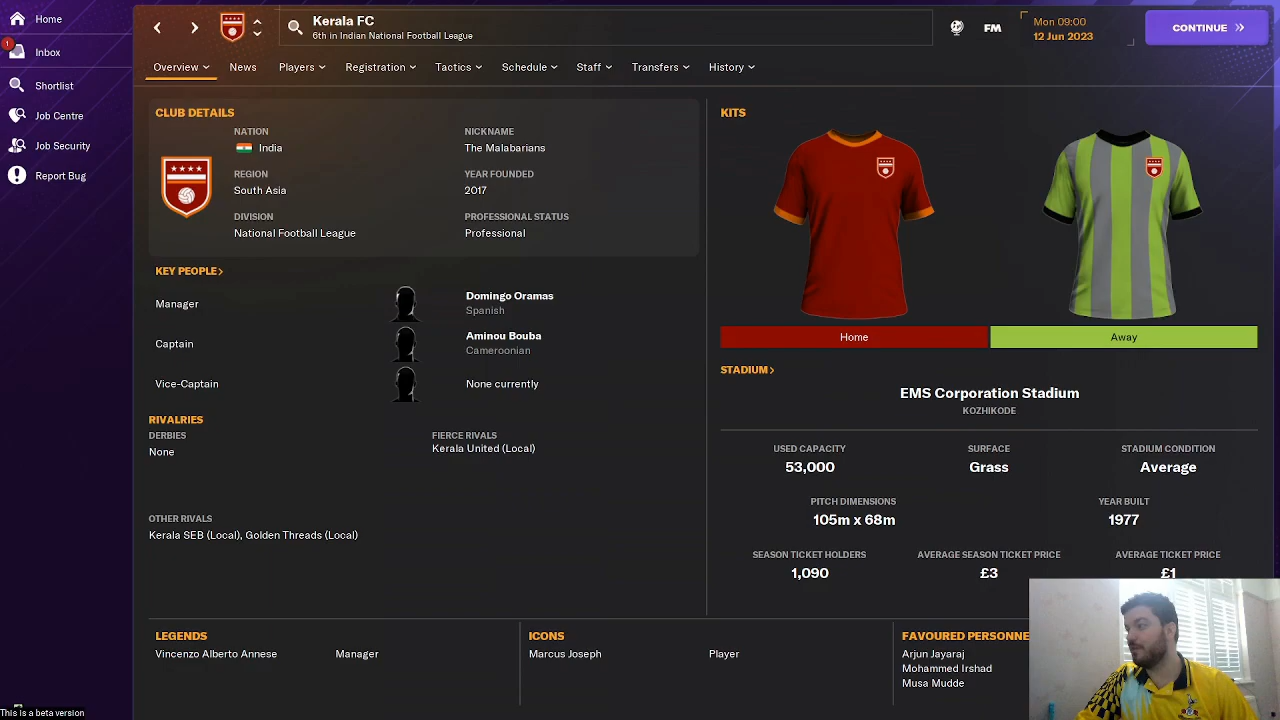 Home
Kerala FC
6th in Indian National Football League
FM
Mon 09:00
12 Jun 2023
CONTINUE
1
Inbox
Shortlist
Job Centre
Job Security
Report Bug
Overview
News
Players
Registration
Tactics
Schedule
Staff
Transfers
History
CLUB DETAILS
NATION
India
NICKNAME
The Malabarians
REGION
South Asia
YEAR FOUNDED
2017
DIVISION
National Football League
PROFESSIONAL STATUS
Professional
KEY PEOPLE
Manager
Domingo Oramas
Spanish
Captain
Aminou Bouba
Cameroonian
Vice-Captain
None currently
RIVALRIES
DERBIES
None
FIERCE RIVALS
Kerala United (Local)
OTHER RIVALS
Kerala SEB (Local), Golden Threads (Local)
KITS
Home
Away
STADIUM
EMS Corporation Stadium
KOZHIKODE
USED CAPACITY
53,000
SURFACE
Grass
STADIUM CONDITION
Average
PITCH DIMENSIONS
105m x 68m
YEAR BUILT
1977
SEASON TICKET HOLDERS
1,090
AVERAGE SEASON TICKET PRICE
£3
AVERAGE TICKET PRICE
£1
LEGENDS
Vincenzo Alberto Annese Manager
ICONS
Marcus Joseph Player
FAVOURED PERSONNE
Arjun Jayaraj
Mohammed Irshad
Musa Mudde
This is a beta version